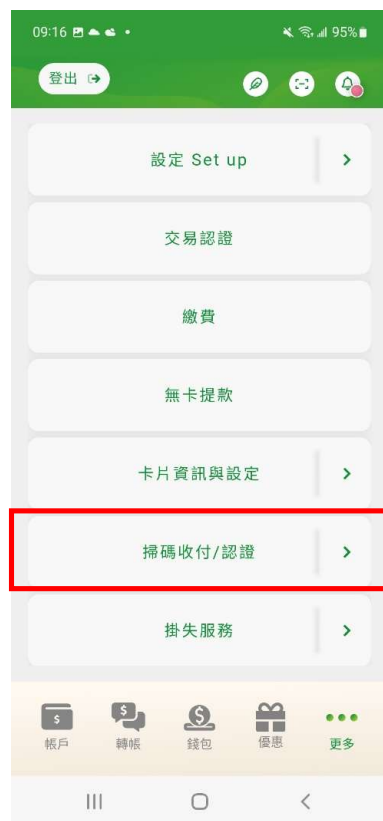 09:16 95%
登出
設定 Set up
交易認證
繳費
無卡提款
卡片資訊與設定
掃碼收付/認證
掛失服務
帳戶 轉帳 錢包 優惠 更多